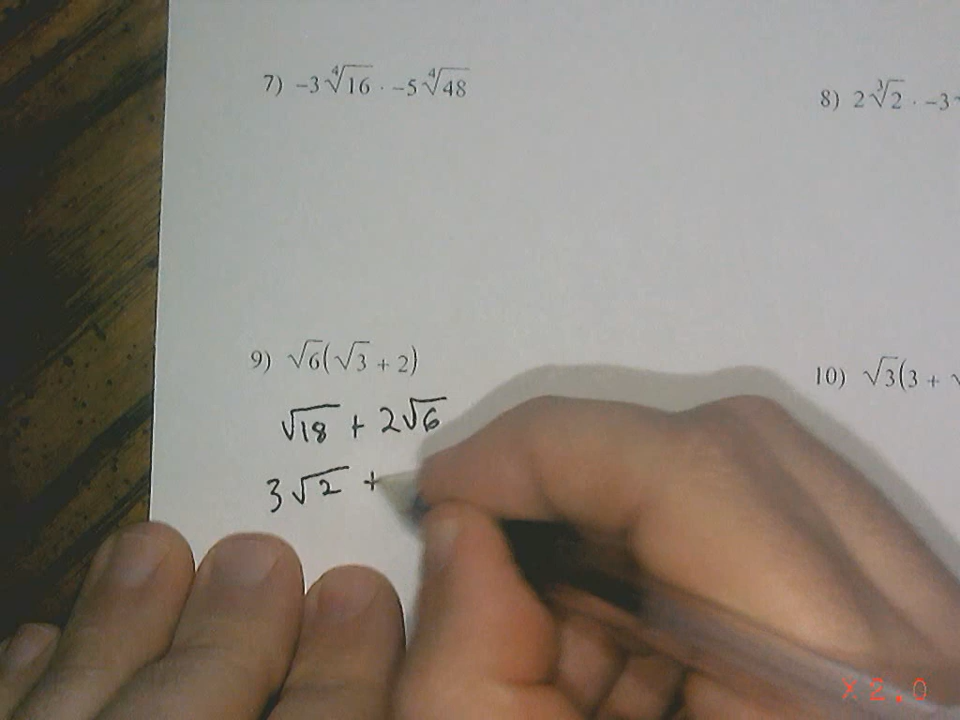 7) −3∜16 · −5∜48
8) 2∛2 · −3
9) √6(√3 + 2)
10) √3(3 + √
√18 + 2√6
3√2 +
× 2.0